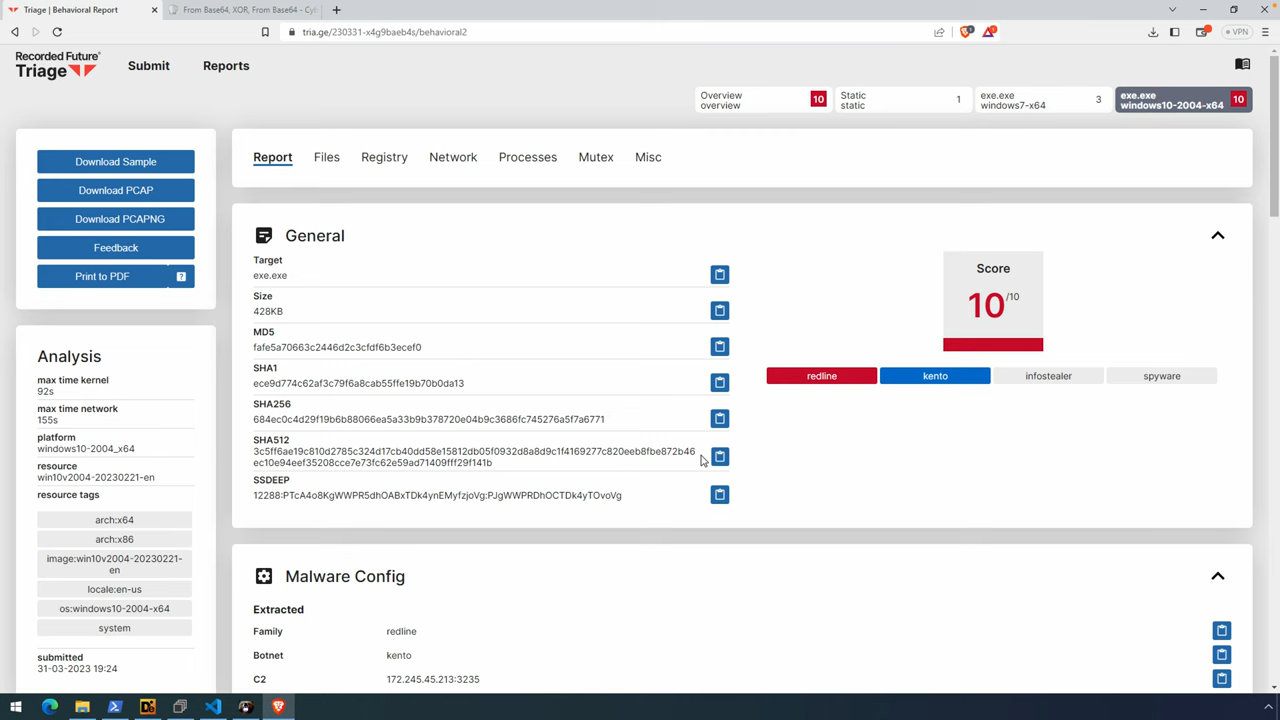 Triage | Behavioral Report
From Base64, XOR, From Base64 - Cyb
tria.ge/230331-x4g9baeb4s/behavioral2
VPN
Recorded Future
Triage
Submit
Reports
Overview
overview
10
Static
static
1
exe.exe
windows7-x64
3
exe.exe
windows10-2004-x64
10
Download Sample
Download PCAP
Download PCAPNG
Feedback
Print to PDF
?
Report
Files
Registry
Network
Processes
Mutex
Misc
General
Target
exe.exe
Size
428KB
MD5
fafe5a70663c2446d2c3cfdf6b3ecef0
SHA1
ece9d774c62af3c79f6a8cab55ffe19b70b0da13
SHA256
684ec0c4d29f19b6b88066ea5a33b9b378720e04b9c3686fc745276a5f7a6771
SHA512
3c5ff6ae19c810d2785c324d17cb40dd58e15812db05f0932d8a8d9c1f4169277c820eeb8fbe872b46
ec10e94eef35208cce7e73fc62e59ad71409fff29f141b
SSDEEP
12288:PTcA4o8KgWWPR5dhOABxTDk4ynEMyfzjoVg:PJgWWPRDhOCTDk4yTOvoVg
Score
10/10
redline
kento
infostealer
spyware
Analysis
max time kernel
92s
max time network
155s
platform
windows10-2004_x64
resource
win10v2004-20230221-en
resource tags
arch:x64
arch:x86
image:win10v2004-20230221-
en
locale:en-us
os:windows10-2004-x64
system
submitted
31-03-2023 19:24
Malware Config
Extracted
Family
redline
Botnet
kento
C2
172.245.45.213:3235